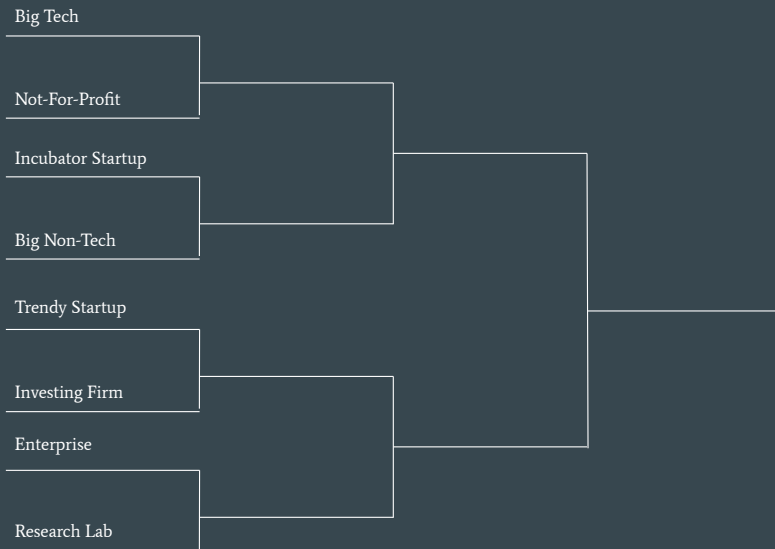 Big Tech
Not-For-Profit
Incubator Startup
Big Non-Tech
Trendy Startup
Investing Firm
Enterprise
Research Lab